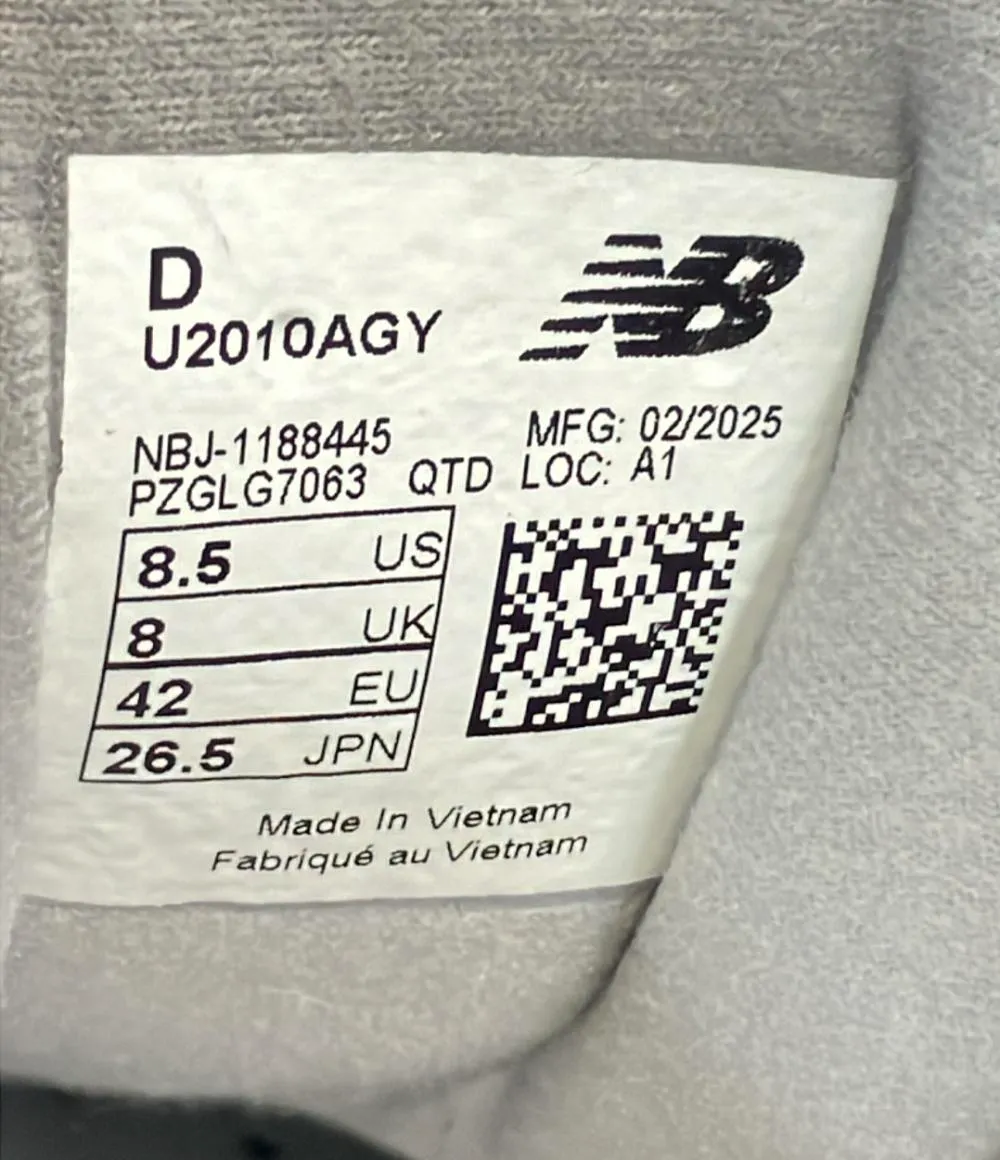 D
U2010AGY
NB
NBJ-1188445 MFG: 02/2025
PZGLG7063 QTD LOC: A1
8.5 US
8 UK
42 EU
26.5 JPN
Made In Vietnam
Fabriqué au Vietnam